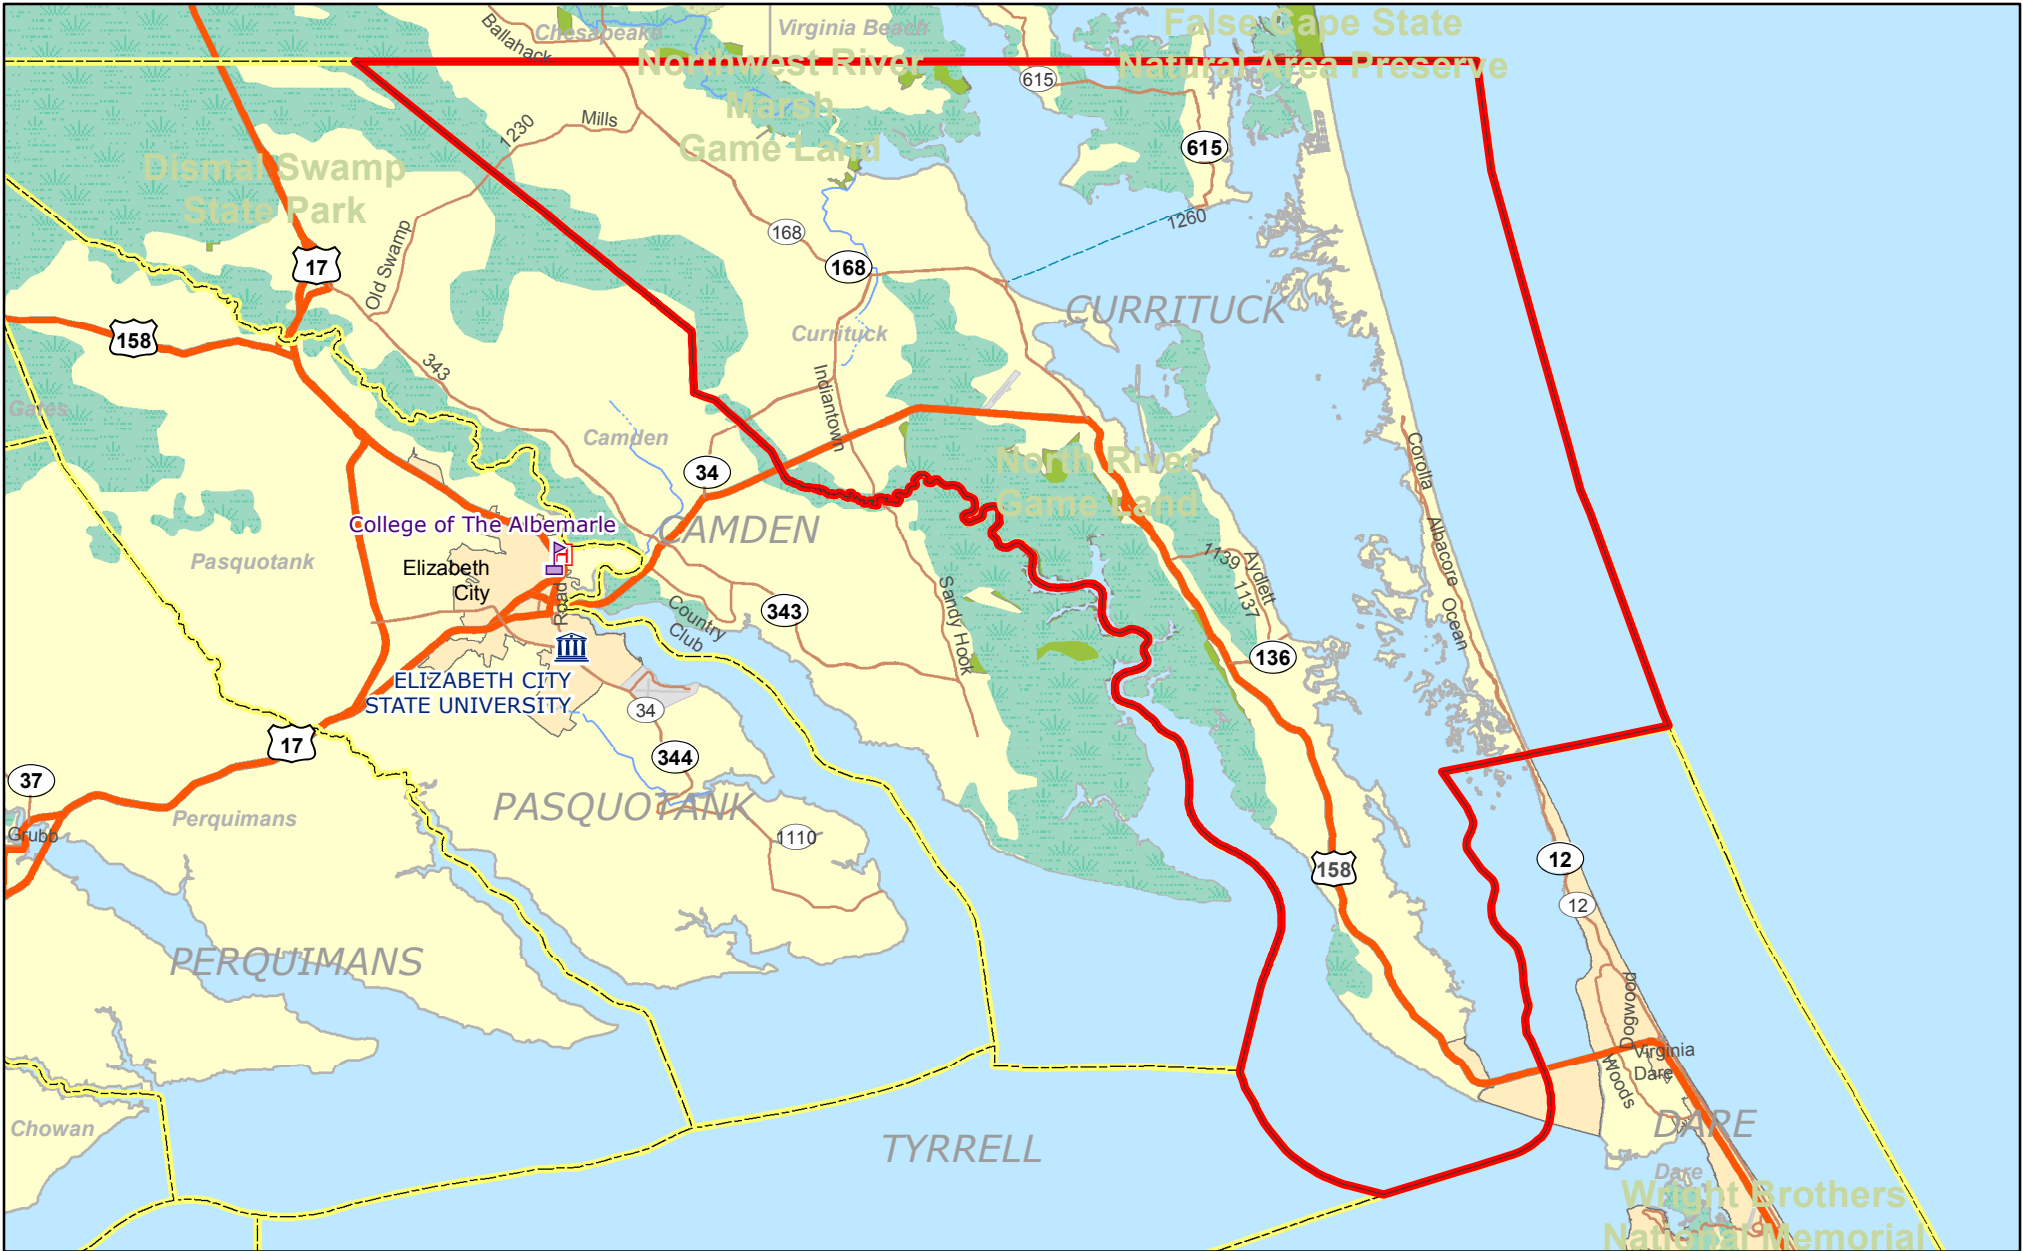 False Cape State
Natural Area Preserve
Virginia Beach
Chesapeake
Ballahack
Northwest River
Marsh
Game Land
615
615
1230
Mills
Dismal Swamp
State Park
1260
168
168
17
Old Swamp
158
CURRITUCK
Currituck
343
Indiantown
Gates
Camden
34
North River
Game Land
Corolla
CAMDEN
College of The Albemarle
Pasquotank
Elizabeth
City
Albacore
Ocean
1139
1137
Aydlett
Road
Country
Club
343
Sandy Hook
136
ELIZABETH CITY
STATE UNIVERSITY
34
17
344
37
PASQUOTANK
Perquimans
Grubb
1110
158
12
12
PERQUIMANS
Dogwood
Virginia
Dare
Woods
Chowan
TYRRELL
DARE
Dare
Wright Brothers
National Memorial